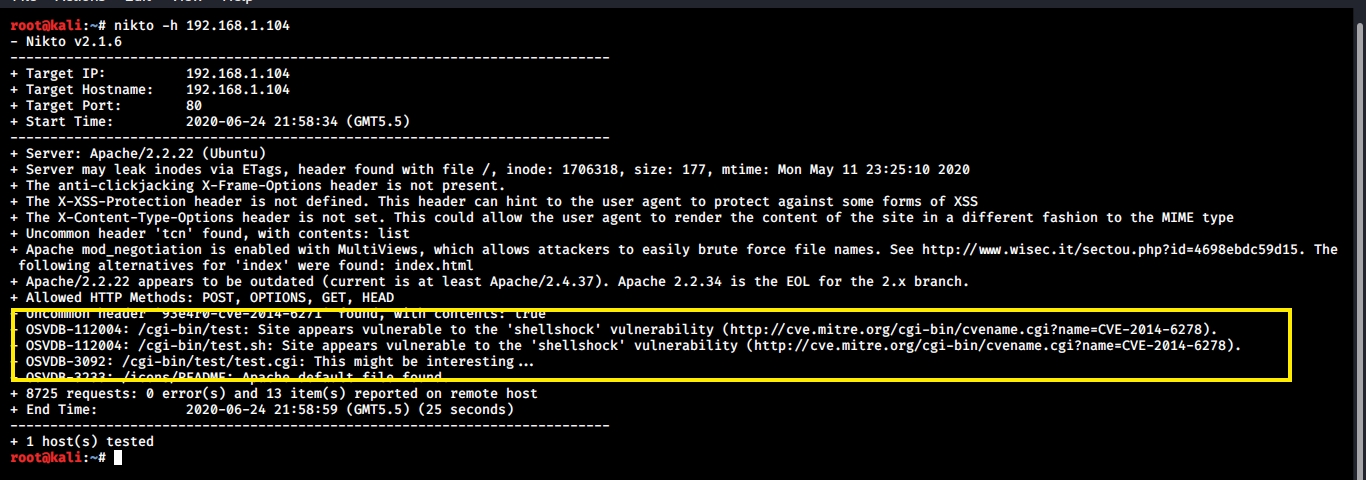 root@kali:~# nikto -h 192.168.1.104
- Nikto v2.1.6
---------------------------------------------------------------------------
+ Target IP:          192.168.1.104
+ Target Hostname:    192.168.1.104
+ Target Port:        80
+ Start Time:         2020-06-24 21:58:34 (GMT5.5)
---------------------------------------------------------------------------
+ Server: Apache/2.2.22 (Ubuntu)
+ Server may leak inodes via ETags, header found with file /, inode: 1706318, size: 177, mtime: Mon May 11 23:25:10 2020
+ The anti-clickjacking X-Frame-Options header is not present.
+ The X-XSS-Protection header is not defined. This header can hint to the user agent to protect against some forms of XSS
+ The X-Content-Type-Options header is not set. This could allow the user agent to render the content of the site in a different fashion to the MIME type
+ Uncommon header 'tcn' found, with contents: list
+ Apache mod_negotiation is enabled with MultiViews, which allows attackers to easily brute force file names. See http://www.wisec.it/sectou.php?id=4698ebdc59d15. The
following alternatives for 'index' were found: index.html
+ Apache/2.2.22 appears to be outdated (current is at least Apache/2.4.37). Apache 2.2.34 is the EOL for the 2.x branch.
+ Allowed HTTP Methods: POST, OPTIONS, GET, HEAD
+ Uncommon header '93e4r0-cve-2014-6271' found, with contents: true
+ OSVDB-112004: /cgi-bin/test: Site appears vulnerable to the 'shellshock' vulnerability (http://cve.mitre.org/cgi-bin/cvename.cgi?name=CVE-2014-6278).
+ OSVDB-112004: /cgi-bin/test.sh: Site appears vulnerable to the 'shellshock' vulnerability (http://cve.mitre.org/cgi-bin/cvename.cgi?name=CVE-2014-6278).
+ OSVDB-3092: /cgi-bin/test/test.cgi: This might be interesting...
+ OSVDB-3233: /icons/README: Apache default file found.
+ 8725 requests: 0 error(s) and 13 item(s) reported on remote host
+ End Time:           2020-06-24 21:58:59 (GMT5.5) (25 seconds)
---------------------------------------------------------------------------
+ 1 host(s) tested
root@kali:~#